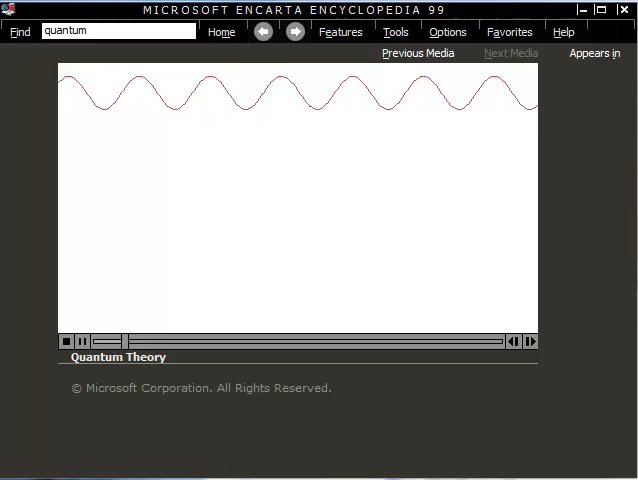 MICROSOFT ENCARTA ENCYCLOPEDIA 99
Find quantum Home Features Tools Options Favorites Help
Previous Media Next Media Appears in
Quantum Theory
© Microsoft Corporation. All Rights Reserved.